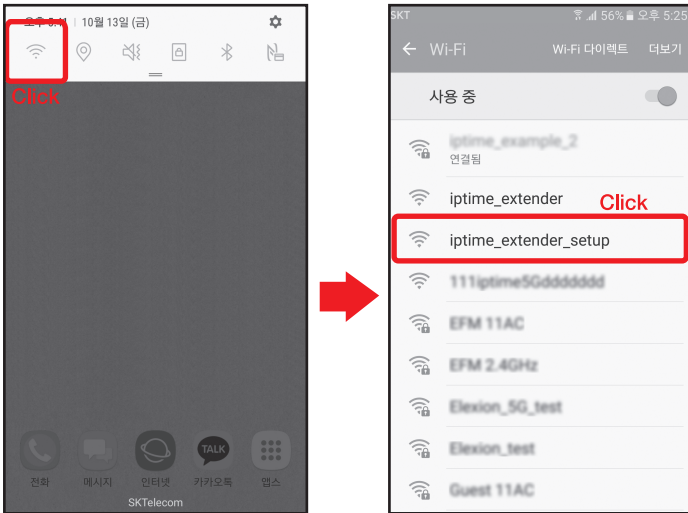 10월 13일 (금)
Click
전화 메시지 인터넷 TALK 카카오톡 앱스
SKTelecom
SKT 56% 오후 5:25
Wi-Fi Wi-Fi 다이렉트 더보기
사용 중
iptime_example_2
연결됨
iptime_extender
Click
iptime_extender_setup
111iptime5Gddddddd
EFM 11AC
EFM 2.4GHz
Elexion_5G_test
Elexion_test
Guest 11AC